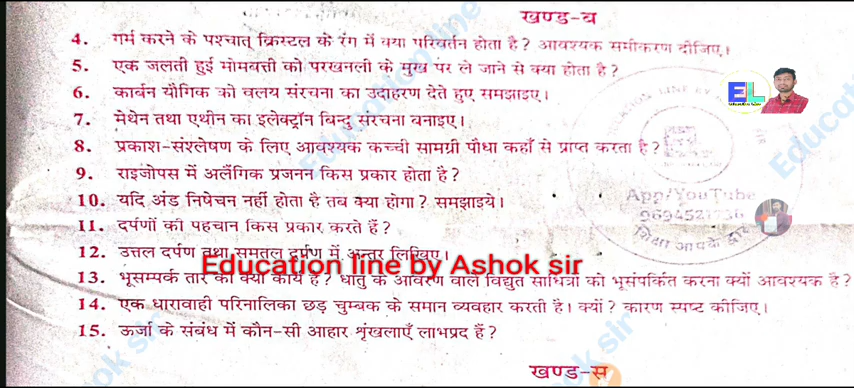 खण्ड-ब
4. गर्म करने के पश्चात् क्रिस्टल के रंग में क्या परिवर्तन होता है? आवश्यक समीकरण दीजिए।
5. एक जलती हुई मोमबत्ती को परखनली के मुख पर ले जाने से क्या होता है?
6. कार्बन यौगिक को वलय संरचना का उदाहरण देते हुए समझाइए।
EL
7. मेथेन तथा एथीन का इलेक्ट्रॉन बिन्दु संरचना बनाइए।
8. प्रकाश-संश्लेषण के लिए आवश्यक कच्ची सामग्री पौधा कहाँ से प्राप्त करता है?
9. राइजोपस में अलैंगिक प्रजनन किस प्रकार होता है?
10. यदि अंड निषेचन नहीं होता है तब क्या होगा? समझाइये।
App/YouTube
11. दर्पणों की पहचान किस प्रकार करते हैं?
12. उत्तल दर्पण तथा समतल दर्पण में अन्तर लिखिए।
Education line by Ashok sir
13. भूसम्पर्क तार का क्या कार्य है? धातु के आवरण वाले विद्युत साधित्रों को भूसंपर्कित करना क्यों आवश्यक है?
14. एक धारावाही परिनालिका छड़ चुम्बक के समान व्यवहार करती है। क्यों? कारण स्पष्ट कीजिए।
15. ऊर्जा के संबंध में कौन-सी आहार शृंखलाएँ लाभप्रद हैं?
खण्ड-स